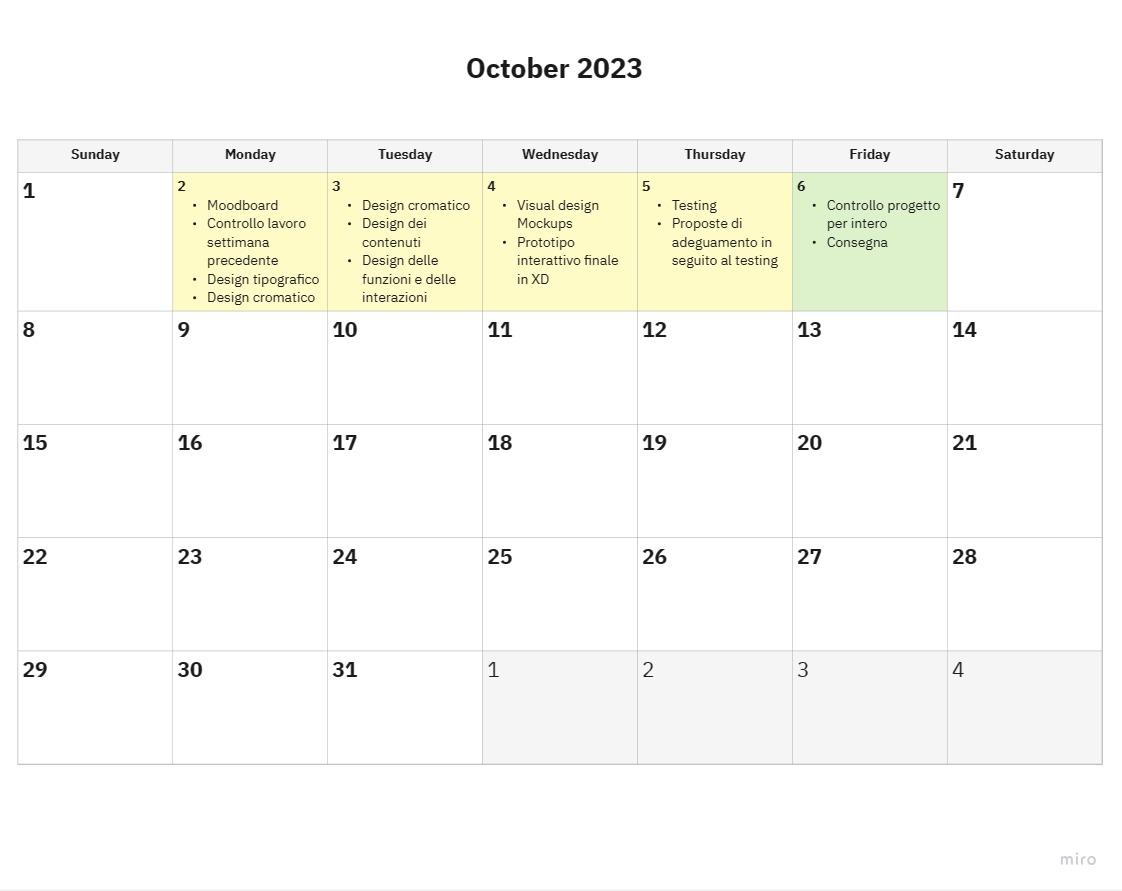 October 2023
Sunday Monday Tuesday Wednesday Thursday Friday Saturday
1
2
• Moodboard
• Controllo lavoro
settimana
precedente
• Design tipografico
• Design cromatico
3
• Design cromatico
• Design dei
contenuti
• Design delle
funzioni e delle
interazioni
4
• Visual design
Mockups
• Prototipo
interattivo finale
in XD
5
• Testing
• Proposte di
adeguamento in
seguito al testing
6
• Controllo progetto
per intero
• Consegna
7
8 9 10 11 12 13 14
15 16 17 18 19 20 21
22 23 24 25 26 27 28
29 30 31 1 2 3 4
miro